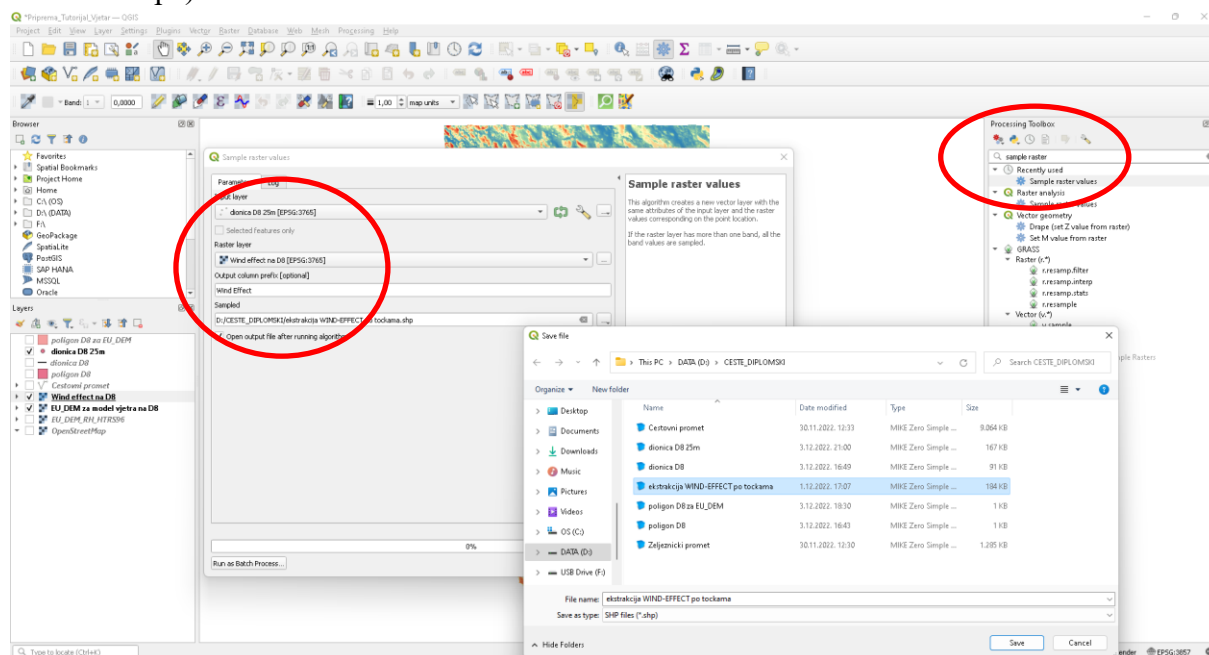 *Priprema_Tutorijal_Vjetar — QGIS
Project Edit View Layer Settings Plugins Vector Raster Database Web Mesh Processing Help
Band: 1 0,0000 1,00 map units
Browser
Favorites
Spatial Bookmarks
Project Home
Home
C:\ (OS)
D:\ (DATA)
F:\
GeoPackage
SpatiaLite
PostGIS
SAP HANA
MSSQL
Oracle
Layers
poligon D8 za EU_DEM
dionica D8 25m
dionica D8
poligon D8
Cestovni promet
Wind effect na D8
EU_DEM za model vjetra na D8
EU_DEM_RH_HTRS96
OpenStreetMap
Sample raster values
Parameters Log
Input layer
dionica D8 25m [EPSG:3765]
Selected features only
Raster layer
Wind effect na D8 [EPSG:3765]
Output column prefix [optional]
Wind Effect
Sampled
D:/CESTE_DIPLOMSKI/ekstrakcija WIND-EFFECT po tockama.shp
Open output file after running algorithm
0%
Run as Batch Process...
Sample raster values
This algorithm creates a new vector layer with the
same attributes of the input layer and the raster
values corresponding on the point location.
If the raster layer has more than one band, all the
band values are sampled.
Processing Toolbox
sample raster
Recently used
Sample raster values
Raster analysis
Sample raster values
Vector geometry
Drape (set Z value from raster)
Set M value from raster
GRASS
Raster (r.*)
r.resamp.filter
r.resamp.interp
r.resamp.stats
r.resample
Vector (v.*)
v.sample
Save file
This PC > DATA (D:) > CESTE_DIPLOMSKI
Search CESTE_DIPLOMSKI
Organize New folder
Name Date modified Type Size
Desktop
Documents
Downloads
Music
Pictures
Videos
OS (C:)
DATA (D:)
USB Drive (F:)
Cestovni promet 30.11.2022. 12:33 MIKE Zero Simple ... 9.064 KB
dionica D8 25m 3.12.2022. 21:00 MIKE Zero Simple ... 167 KB
dionica D8 3.12.2022. 16:49 MIKE Zero Simple ... 91 KB
ekstrakcija WIND-EFFECT po tockama 1.12.2022. 17:07 MIKE Zero Simple ... 184 KB
poligon D8 za EU_DEM 3.12.2022. 18:30 MIKE Zero Simple ... 1 KB
poligon D8 3.12.2022. 16:43 MIKE Zero Simple ... 1 KB
Zeljeznicki promet 30.11.2022. 12:30 MIKE Zero Simple ... 1.285 KB
File name: ekstrakcija WIND-EFFECT po tockama
Save as type: SHP files (*.shp)
Hide Folders
Save Cancel
ple Rasters
Type to locate (Ctrl+K)
ender EPSG:3857